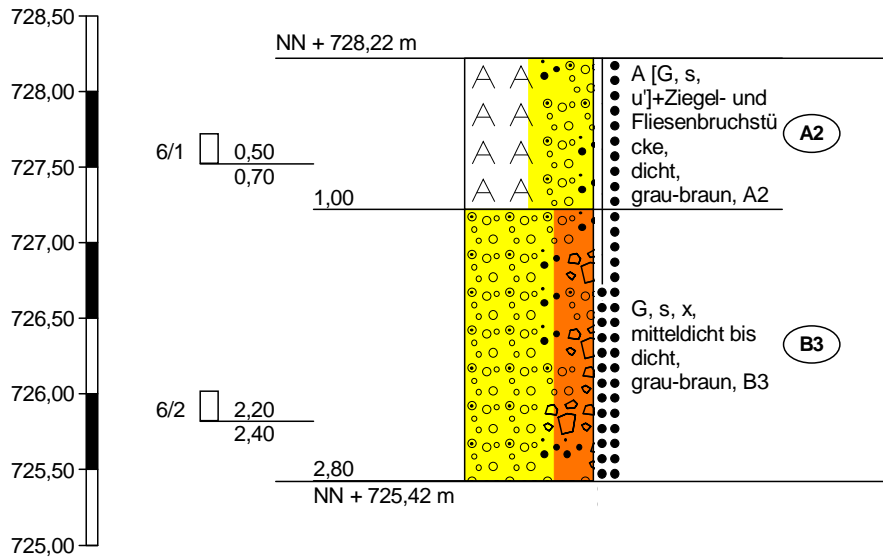 728,50
NN + 728,22 m
728,00
727,50
727,00
726,50
726,00
725,50
725,00
6/1
0,50
0,70
1,00
A [G, s,
u']+Ziegel- und
Fliesenbruchstü
cke,
dicht,
grau-braun, A2
A2
G, s, x,
mitteldicht bis
dicht,
grau-braun, B3
B3
6/2
2,20
2,40
2,80
NN + 725,42 m